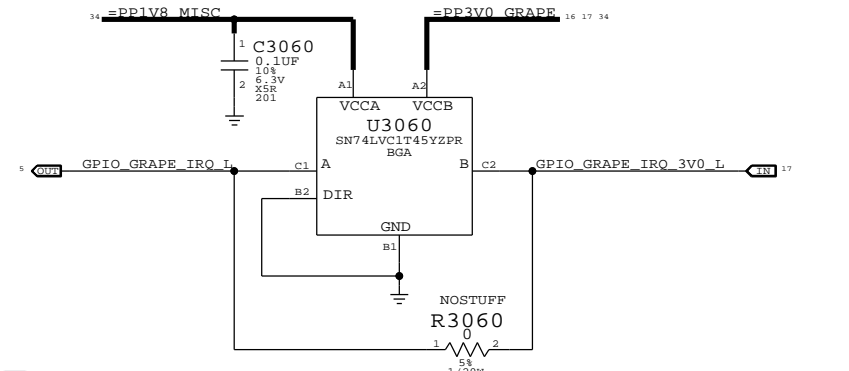 34 =PP1V8_MISC
=PP3V0_GRAPE 16 17 34
1 C3060
0.1UF
10%
6.3V
2 X5R
201
A1 A2
VCCA VCCB
U3060
SN74LVC1T45YZPR
BGA
5 OUT GPIO_GRAPE_IRQ_L C1 A
B C2 GPIO_GRAPE_IRQ_3V0_L IN 17
B2 DIR
GND
B1
NOSTUFF
R3060
0
1 2
5%